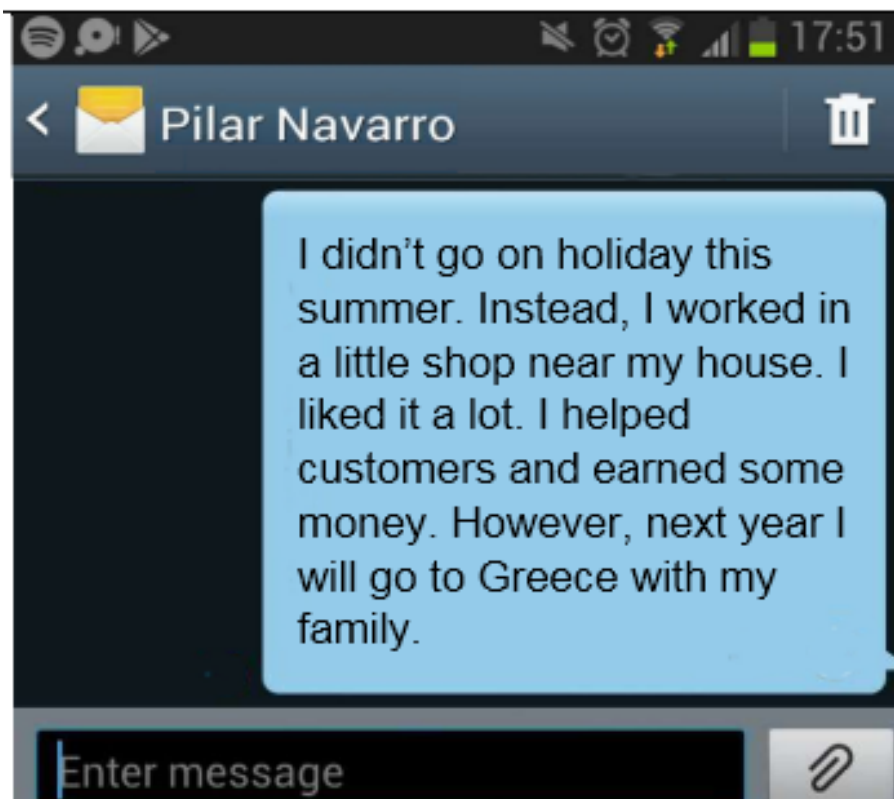 17:51
Pilar Navarro
I didn’t go on holiday this
summer. Instead, I worked in
a little shop near my house. I
liked it a lot. I helped
customers and earned some
money. However, next year I
will go to Greece with my
family.
Enter message